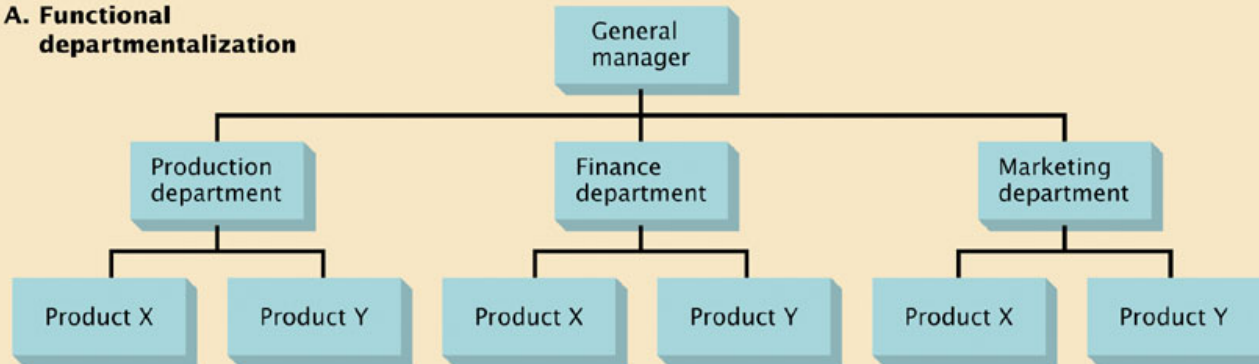 A. Functional
departmentalization
General
manager
Production
department
Finance
department
Marketing
department
Product X
Product Y
Product X
Product Y
Product X
Product Y